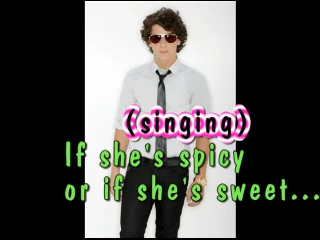 (singing)
If she's spicy
or if she's sweet...